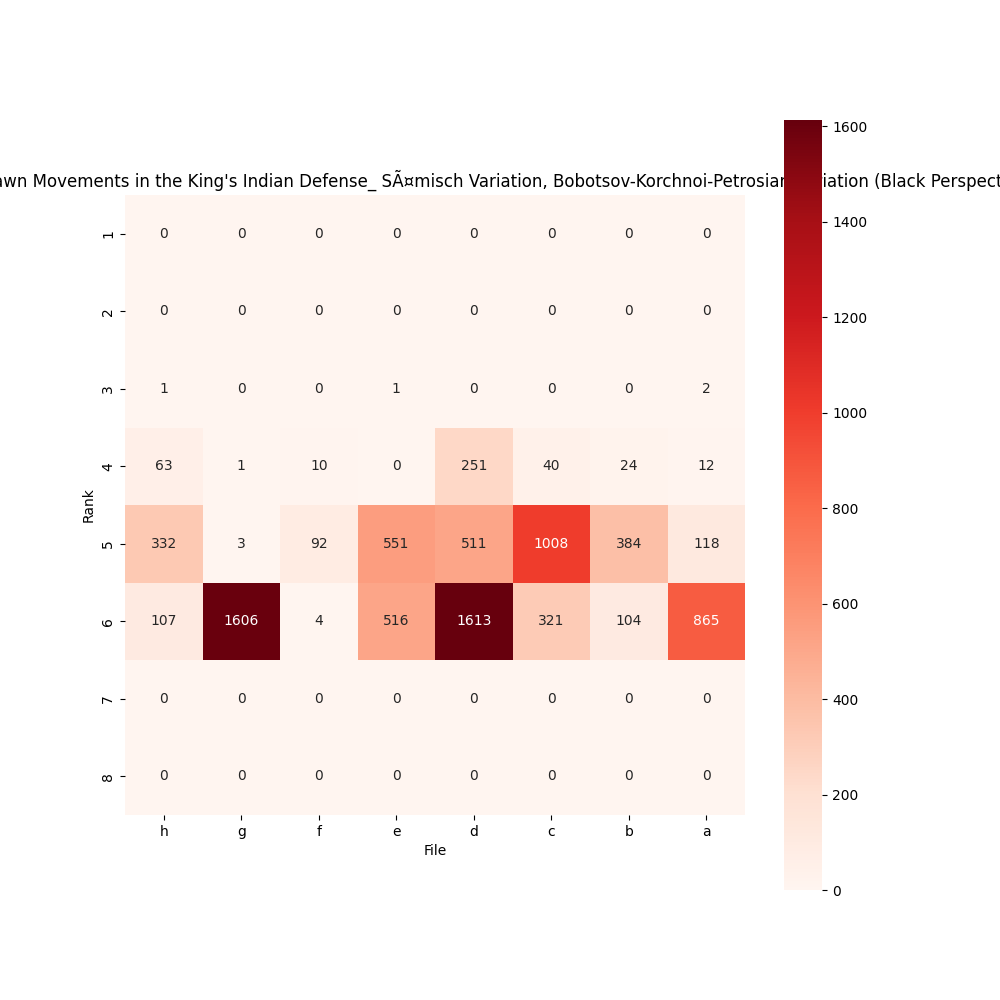 awn Movements in the King's Indian Defense_ SÃ¤misch Variation, Bobotsov-Korchnoi-Petrosian Variation (Black Perspect
1600
1400
1200
1000
800
600
400
200
0
Rank
1 0 0 0 0 0 0 0 0
2 0 0 0 0 0 0 0 0
3 1 0 0 1 0 0 0 2
4 63 1 10 0 251 40 24 12
5 332 3 92 551 511 1008 384 118
6 107 1606 4 516 1613 321 104 865
7 0 0 0 0 0 0 0 0
8 0 0 0 0 0 0 0 0
h g f e d c b a
File